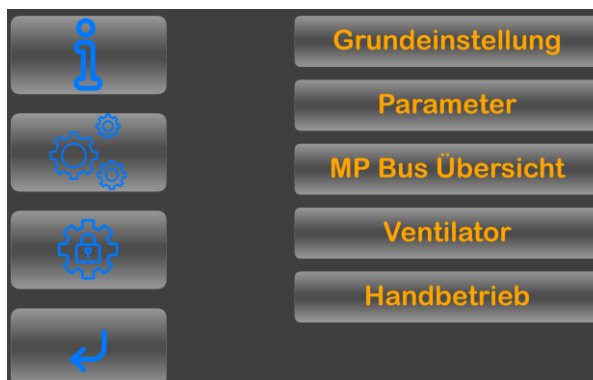 Grundeinstellung
Parameter
MP Bus Übersicht
Ventilator
Handbetrieb